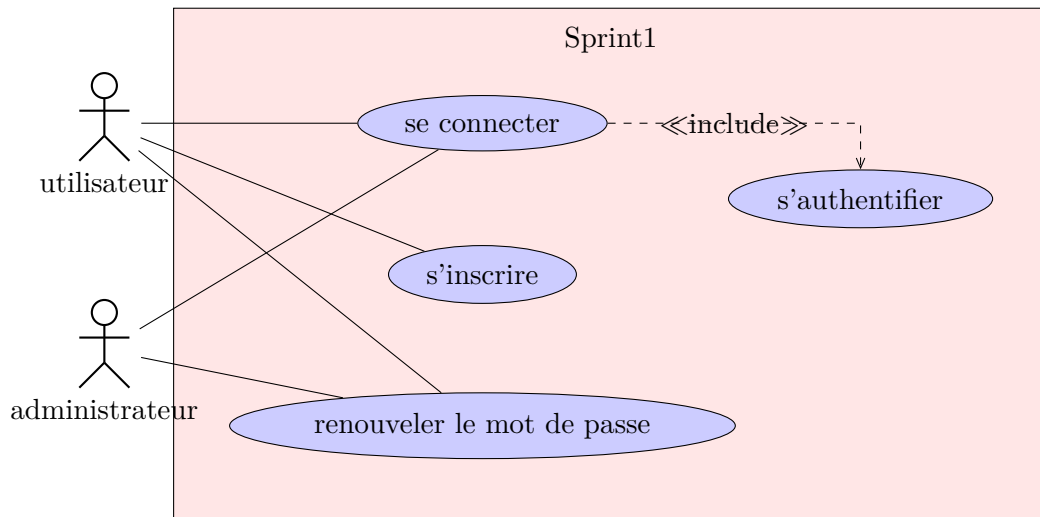 Sprint1
utilisateur
se connecter
≪include≫
s'authentifier
s'inscrire
administrateur
renouveler le mot de passe